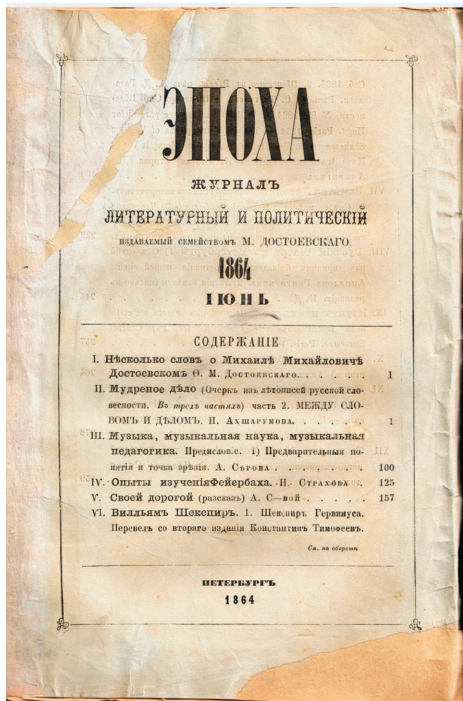 ЭПОХА
ЖУРНАЛЪ
ЛИТЕРАТУРНЫЙ И ПОЛИТИЧЕСКІЙ
ИЗДАВАЕМЫЙ СЕМЕЙСТВОМЪ М. ДОСТОЕВСКАГО.
1864
ІЮНЬ
СОДЕРЖАНІЕ
I. Нѣсколько словъ о Михаилѣ Михайловичѣ
Достоевскомъ Ѳ. М. Достоевскаго. . . . . . . 1
II. Мудреное дѣло (Очеркъ изъ лѣтописей русской сло-
весности. Въ трехъ частяхъ) часть 2. МЕЖДУ СЛО-
ВОМЪ И ДѢЛОМЪ. Н. Ахшарумова. . . . . . . 1
III. Музыка, музыкальная наука, музыкальная
педагогика. Предислов.е. 1) Предварительныя по-
нятія и точка зрѣнія. А. Сѣрова . . . . . . . 100
IV. Опыты изученія Фейербаха. Н. Страхова . . 125
V. Своей дорогой (разсказъ) А. С—вой . . . . . 157
VI. Вилльямъ Шекспиръ. 1. Шекспиръ Гервинуса.
Перевелъ со втораго изданія Константинъ Тимофеевъ.
См. на оборотѣ
ПЕТЕРБУРГЪ
1864